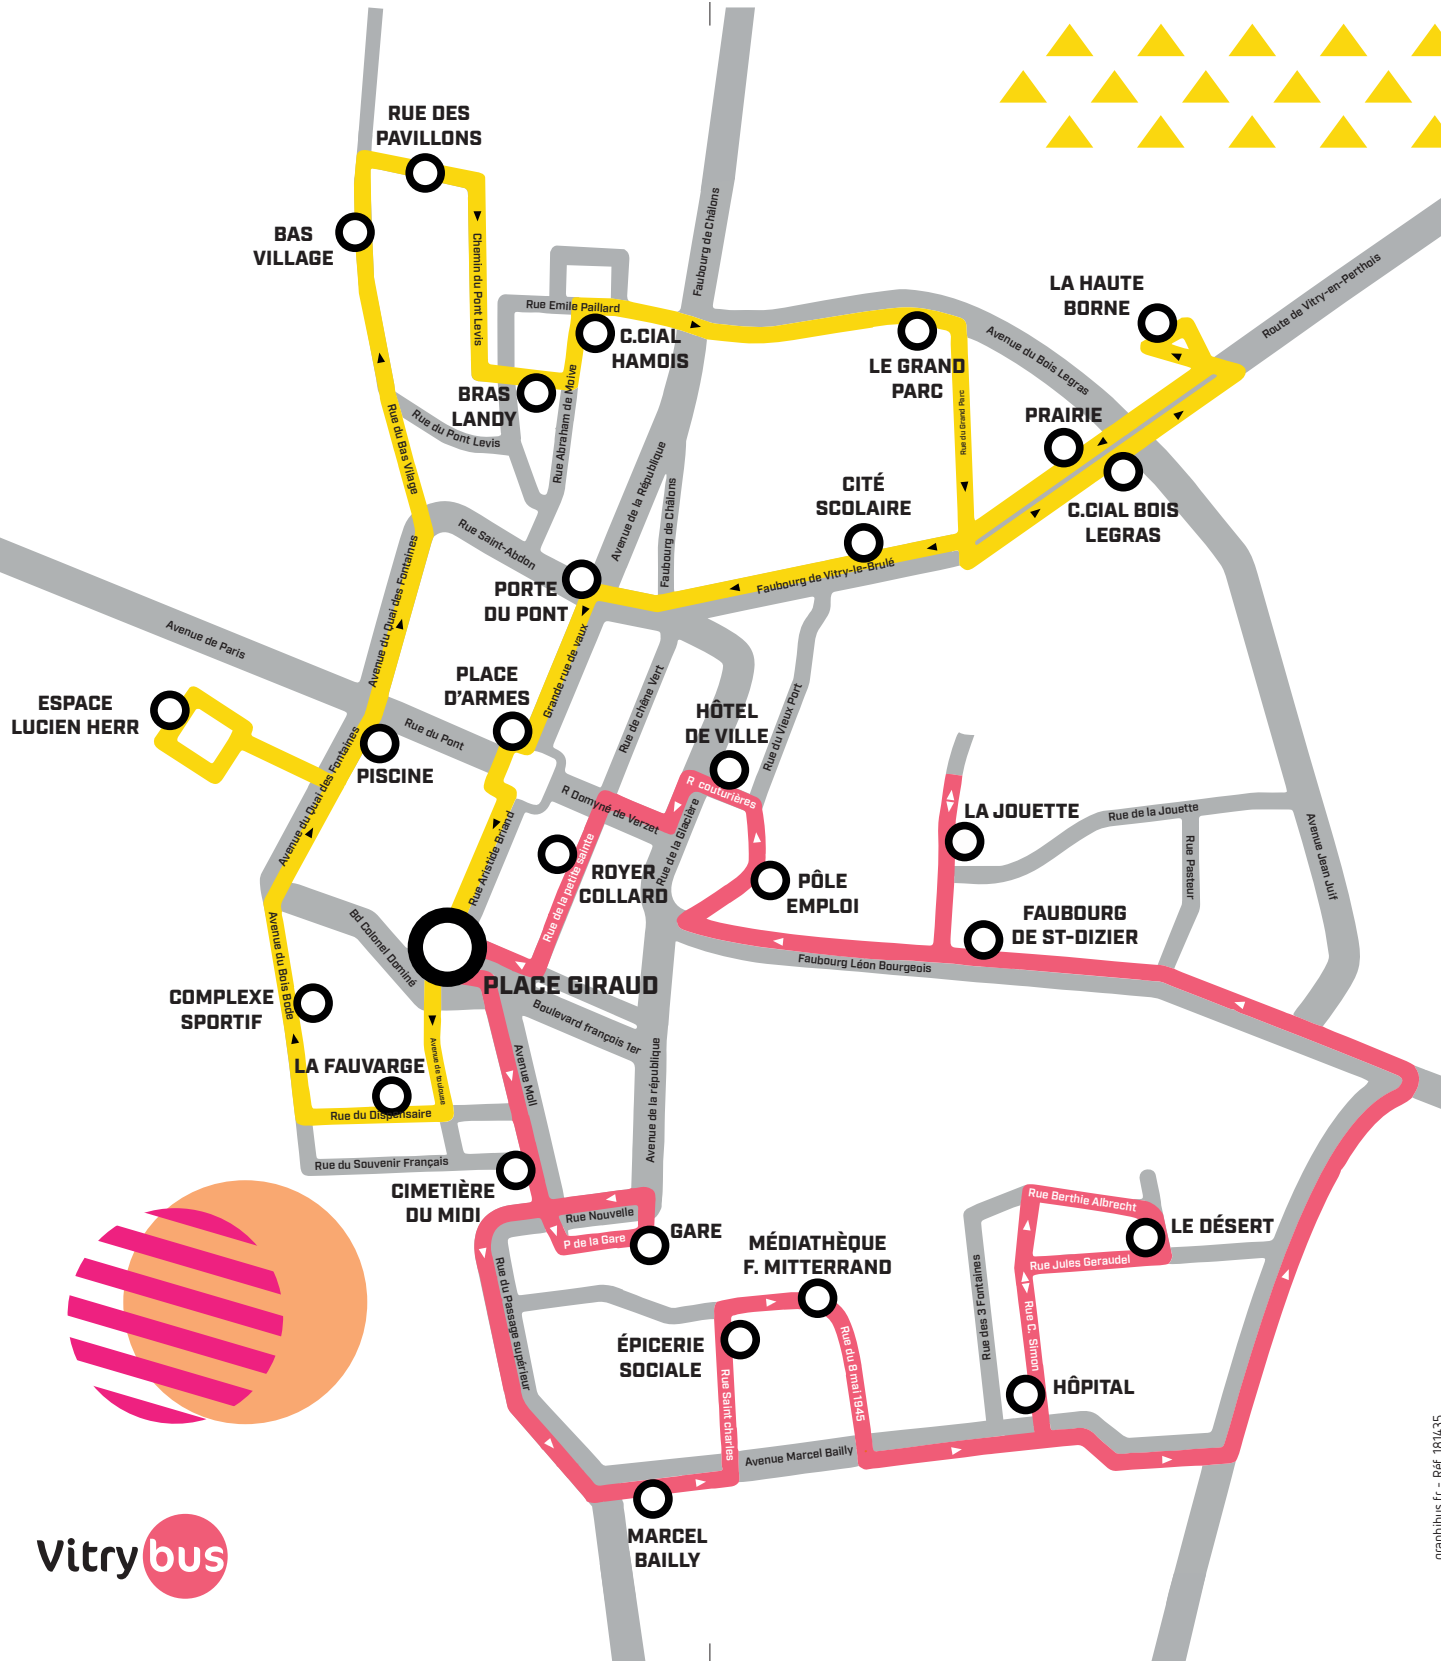 RUE DES
PAVILLONS
BAS
VILLAGE
Chemin du Pont Levis
Faubourg de Châlons
Rue Emile Paillard
C.CIAL
HAMOIS
BRAS
LANDY
Rue du Pont Levis
Rue Abraham de Moive
Rue du Bas Vilage
LA HAUTE
BORNE
Route de Vitry-en-Perthois
Avenue du Bois Legras
LE GRAND
PARC
Rue du Grand Parc
PRAIRIE
C.CIAL BOIS
LEGRAS
CITÉ
SCOLAIRE
Avenue de la République
Faubourg de Châlons
Rue Saint-Abdon
Faubourg de Vitry-le-Brulé
PORTE
DU PONT
Avenue du Quai des Fontaines
Avenue de Paris
Grande rue de vaux
PLACE
D'ARMES
ESPACE
LUCIEN HERR
Rue du Pont
PISCINE
Avenue du Quai des Fontaines
Rue de chêne Vert
HÔTEL
DE VILLE
Rue du Vieux Port
R couturières
R Domyné de Verzet
Rue de la Glacière
Rue Aristide Briand
ROYER
COLLARD
Rue de la petite sainte
PÔLE
EMPLOI
LA JOUETTE
Rue de la Jouette
Rue Pasteur
Avenue Jean Juif
FAUBOURG
DE ST-DIZIER
Faubourg Léon Bourgeois
Bd Colonel Dominé
PLACE GIRAUD
Boulevard françois 1er
COMPLEXE
SPORTIF
Avenue du Bois Bode
LA FAUVARGE
Avenue de toulouse
Rue du Dispensaire
Rue du Souvenir Français
Avenue Moll
Avenue de la république
CIMETIÈRE
DU MIDI
Rue Nouvelle
P de la Gare
GARE
MÉDIATHÈQUE
F. MITTERRAND
Rue du Passage supérieur
ÉPICERIE
SOCIALE
Rue Saint charles
Rue du 8 mai 1945
Rue des 3 Fontaines
Rue Berthie Albrecht
LE DÉSERT
Rue Jules Geraudel
Rue C. Simon
HÔPITAL
Avenue Marcel Bailly
MARCEL
BAILLY
Vitrybus
graphibus.fr - Réf. 181435